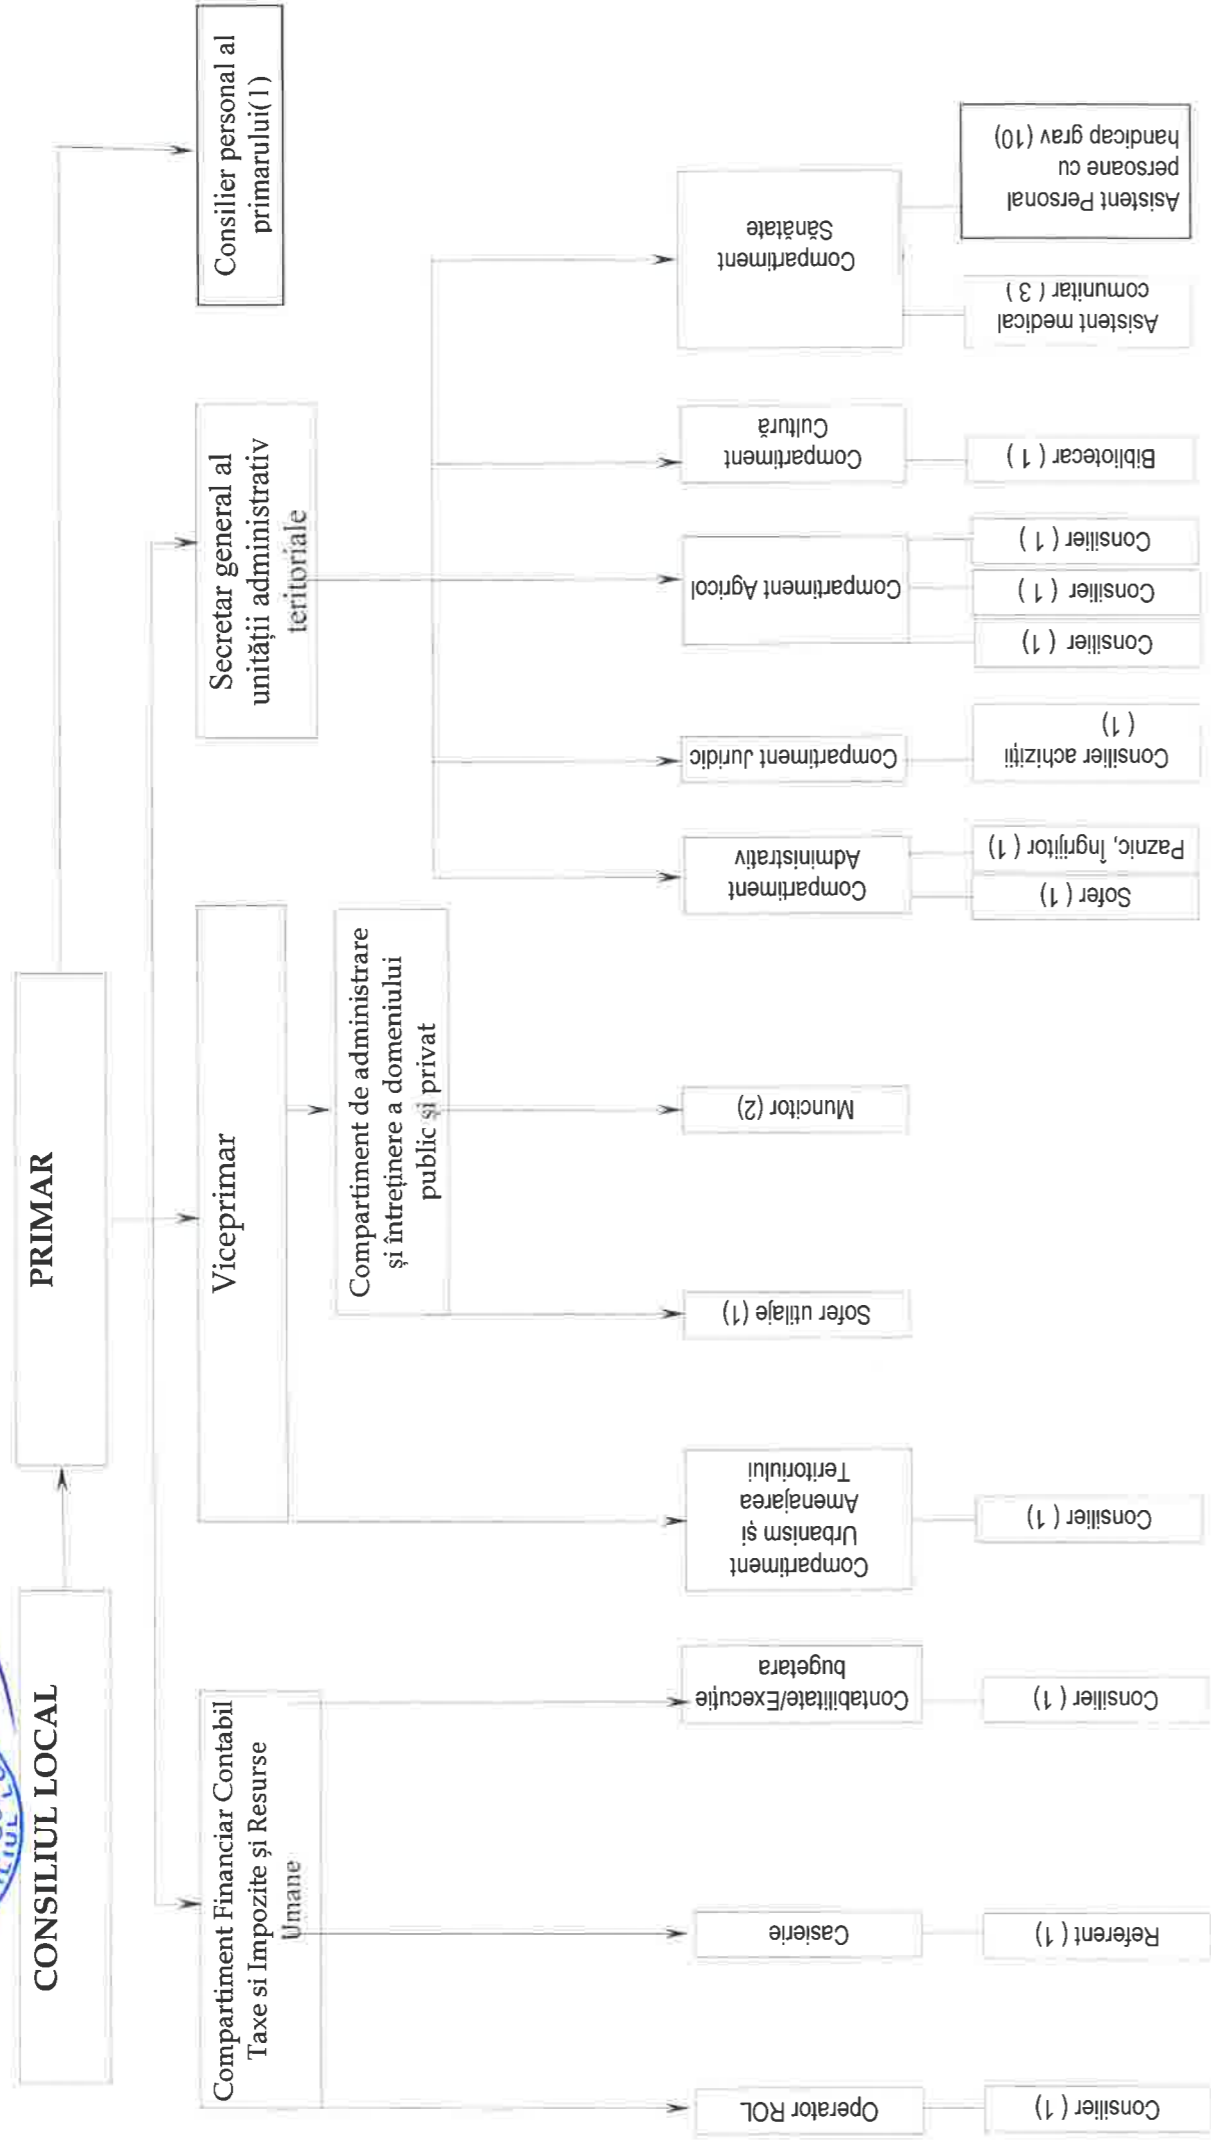 CONSILIUL LOCAL
PRIMAR
Compartiment Financiar Contabil
Taxe si Impozite și Resurse
Umane
Viceprimar
Secretar general al
unității administrativ
teritoriale
Consilier personal al
primarului(1)
Compartiment de administrare
și întreținere a domeniului
public și privat
Operator ROL
Casierie
Contabilitate/Execuție
bugetara
Compartiment
Urbanism și
Amenajarea
Teritoriului
Sofer utilaje (1)
Muncitor (2)
Compartiment
Administrativ
Compartiment Juridic
Compartiment Agricol
Compartiment
Cultură
Compartiment
Sănătate
Consilier ( 1)
Referent ( 1)
Consilier ( 1)
Consilier ( 1)
Sofer ( 1)
Paznic, Îngrijitor ( 1)
Consilier achiziții
( 1)
Consilier ( 1)
Consilier ( 1 )
Consilier ( 1 )
Bibliotecar ( 1 )
Asistent medical
comunitar ( 3 )
Asistent Personal
persoane cu
handicap grav (10)